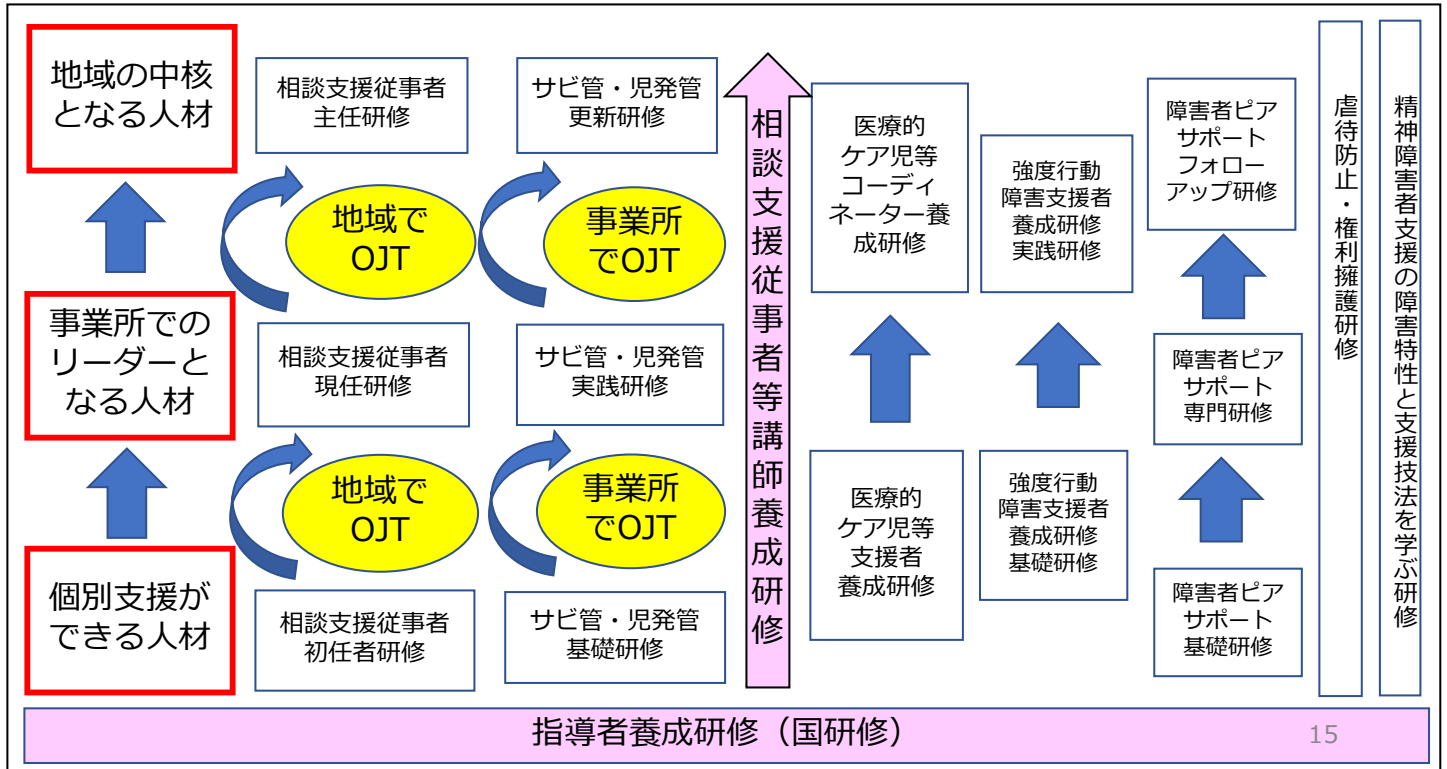 地域の中核
となる人材
事業所での
リーダーと
なる人材
個別支援が
できる人材
相談支援従事者
主任研修
地域で
OJT
相談支援従事者
現任研修
地域で
OJT
相談支援従事者
初任者研修
サビ管・児発管
更新研修
事業所
でOJT
サビ管・児発管
実践研修
事業所
でOJT
サビ管・児発管
基礎研修
相談支援従事者等講師養成研修
医療的
ケア児等
コーディ
ネーター養
成研修
医療的
ケア児等
支援者
養成研修
強度行動
障害支援者
養成研修
実践研修
強度行動
障害支援者
養成研修
基礎研修
障害者ピア
サポート
フォロー
アップ研修
障害者ピア
サポート
専門研修
障害者ピア
サポート
基礎研修
虐待防止・権利擁護研修
精神障害者支援の障害特性と支援技法を学ぶ研修
指導者養成研修（国研修）
15